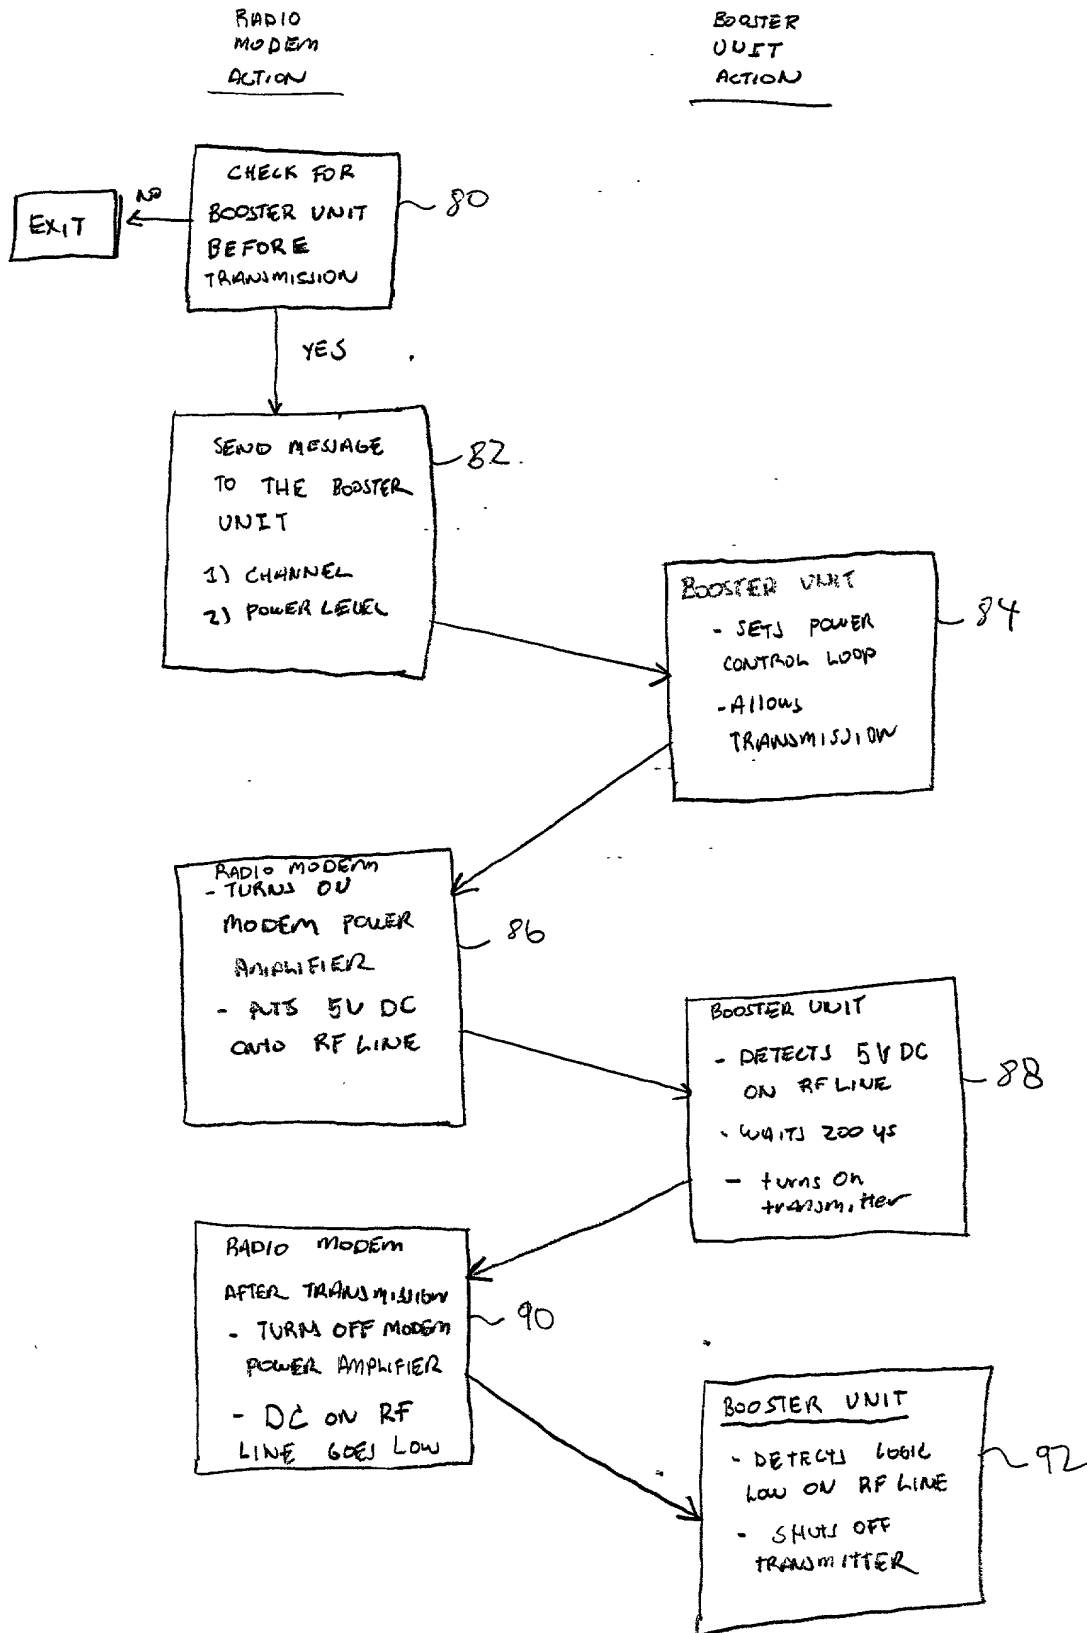 RADIO
MODEM
ACTION
BOOSTER
UNIT
ACTION
CHECK FOR
BOOSTER UNIT
BEFORE
TRANSMISSION
80
NO
EXIT
YES
SEND MESSAGE
TO THE BOOSTER
UNIT
1) CHANNEL
2) POWER LEVEL
82
BOOSTER UNIT
- SETS POWER
CONTROL LOOP
- Allows
TRANSMISSION
84
RADIO MODEM
- TURNS ON
MODEM POWER
AMPLIFIER
- PUTS 5V DC
ONTO RF LINE
86
BOOSTER UNIT
- DETECTS 5V DC
ON RF LINE
- WAITS 200 µs
- turns on
transmitter
88
RADIO MODEM
AFTER TRANSMISSION
- TURNS OFF MODEM
POWER AMPLIFIER
- DC ON RF
LINE GOES LOW
90
BOOSTER UNIT
- DETECTS LOGIC
LOW ON RF LINE
- SHUTS OFF
TRANSMITTER
92